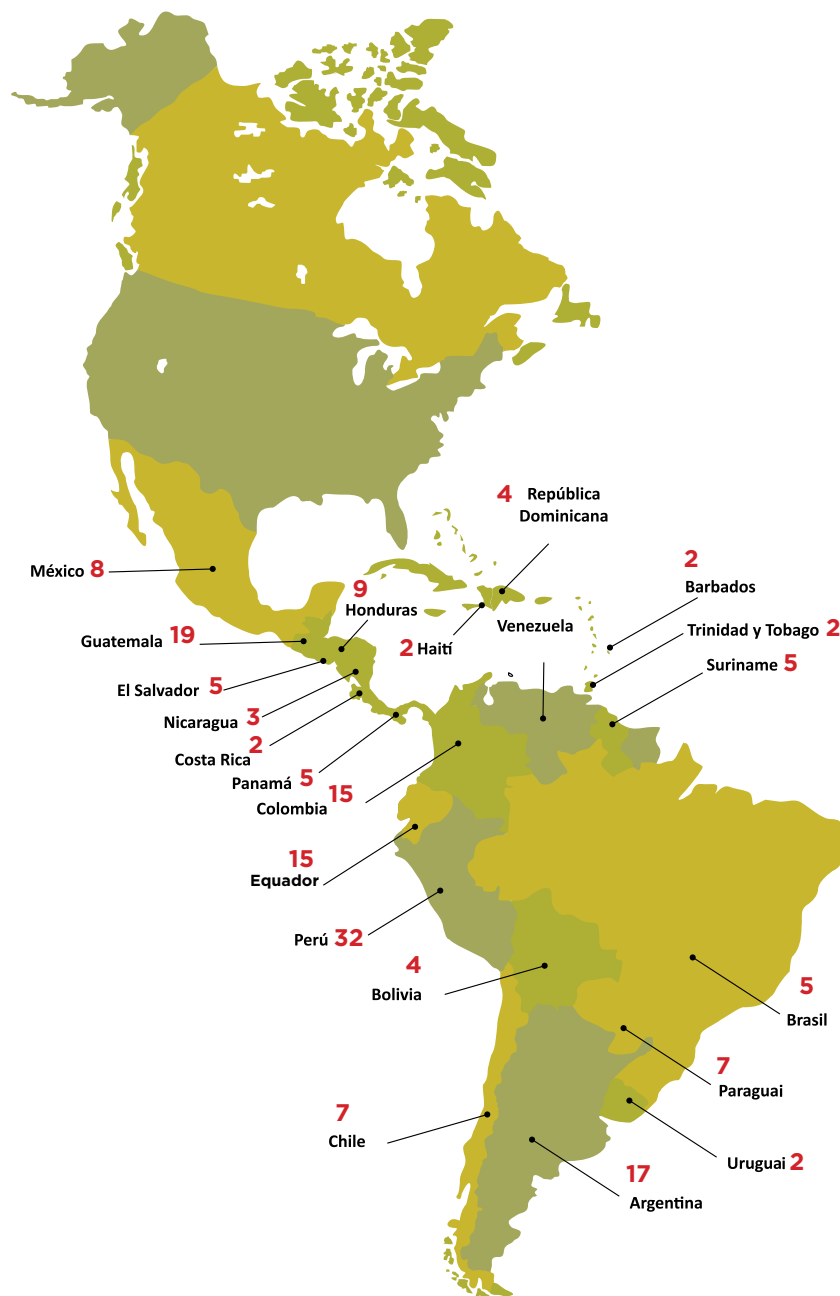 4 República
Dominicana
2
Barbados
México 8
9
Honduras
Venezuela
Trinidad y Tobago 2
Guatemala 19
2 Haití
Suriname 5
El Salvador 5
Nicaragua 3
Costa Rica 2
Panamá 5
Colombia 15
15
Equador
Perú 32
4
Bolivia
5
Brasil
7
Paraguai
7
Chile
Uruguai 2
17
Argentina